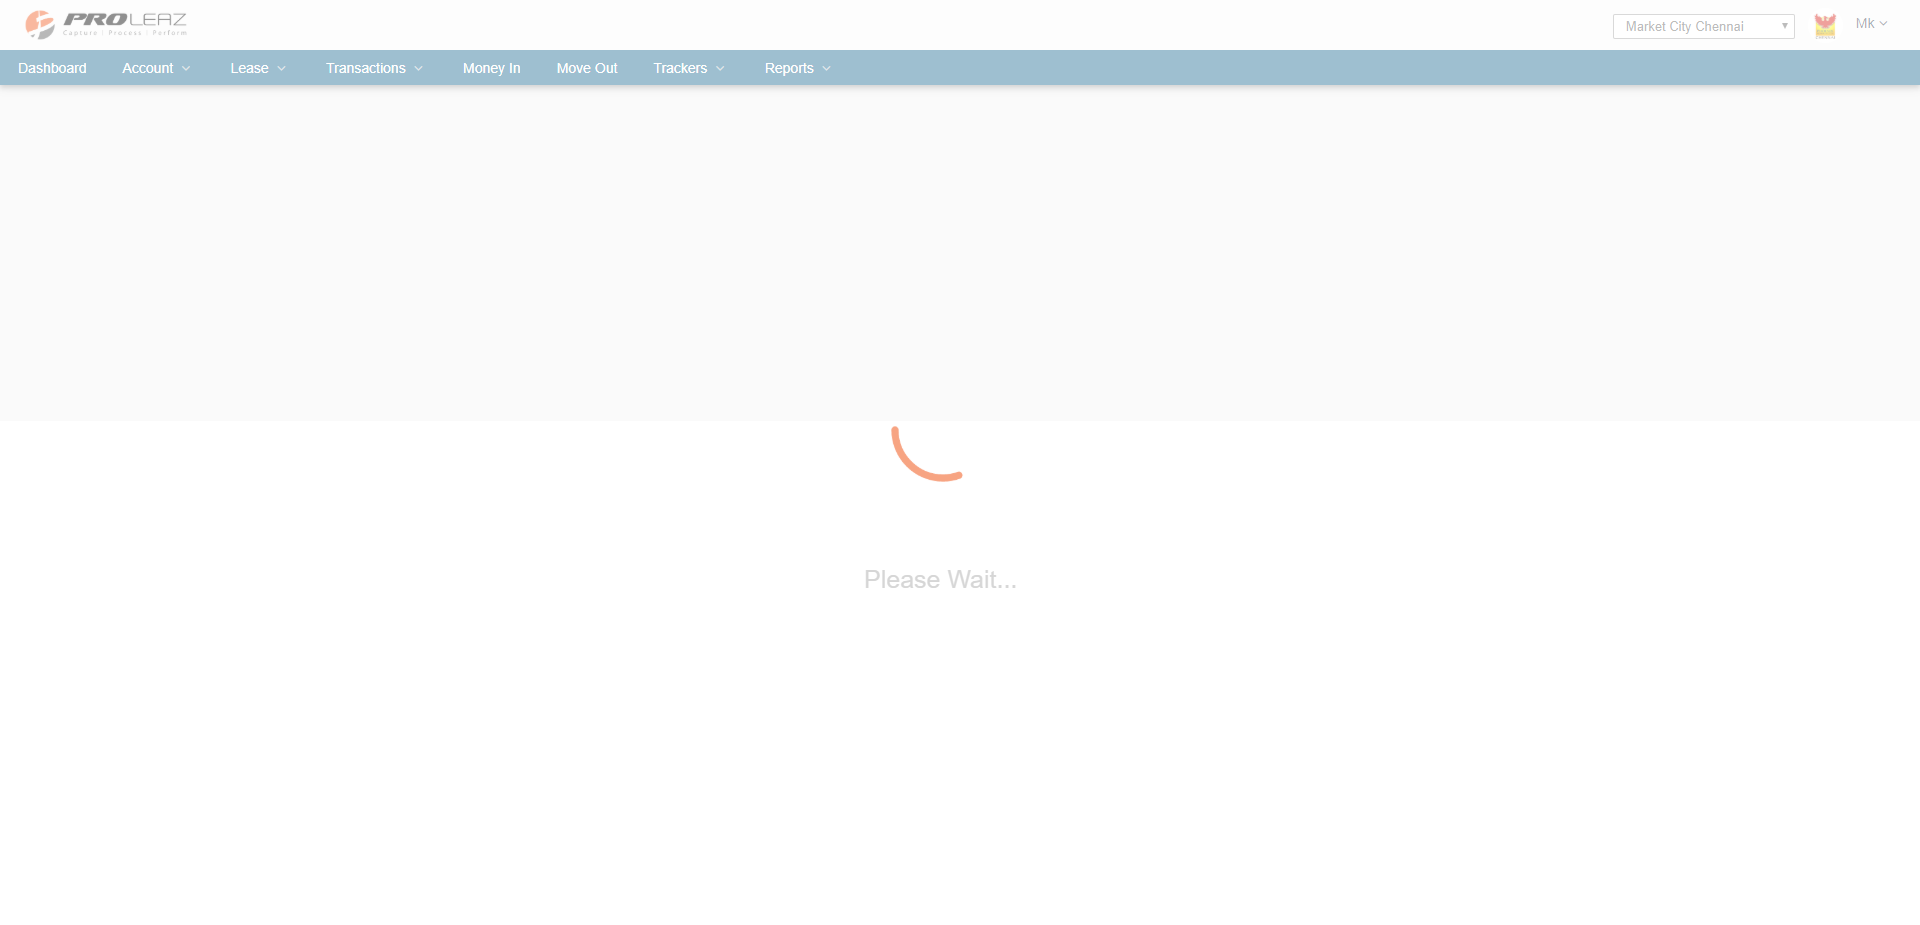 PROLEAZ
Capture | Process | Perform
Market City Chennai
Mk
Dashboard
Account
Lease
Transactions
Money In
Move Out
Trackers
Reports
Please Wait...